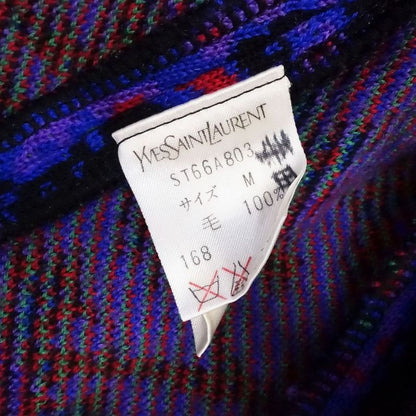 YVES SAINT LAURENT
ST66A803
サイズ M
毛 100%
168